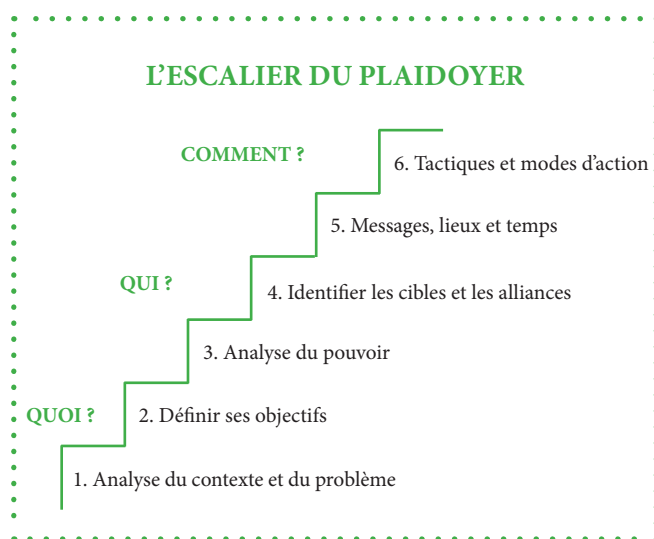 L'ESCALIER DU PLAIDOYER
COMMENT ?
6. Tactiques et modes d'action
5. Messages, lieux et temps
QUI ?
4. Identifier les cibles et les alliances
3. Analyse du pouvoir
QUOI ?
2. Définir ses objectifs
1. Analyse du contexte et du problème